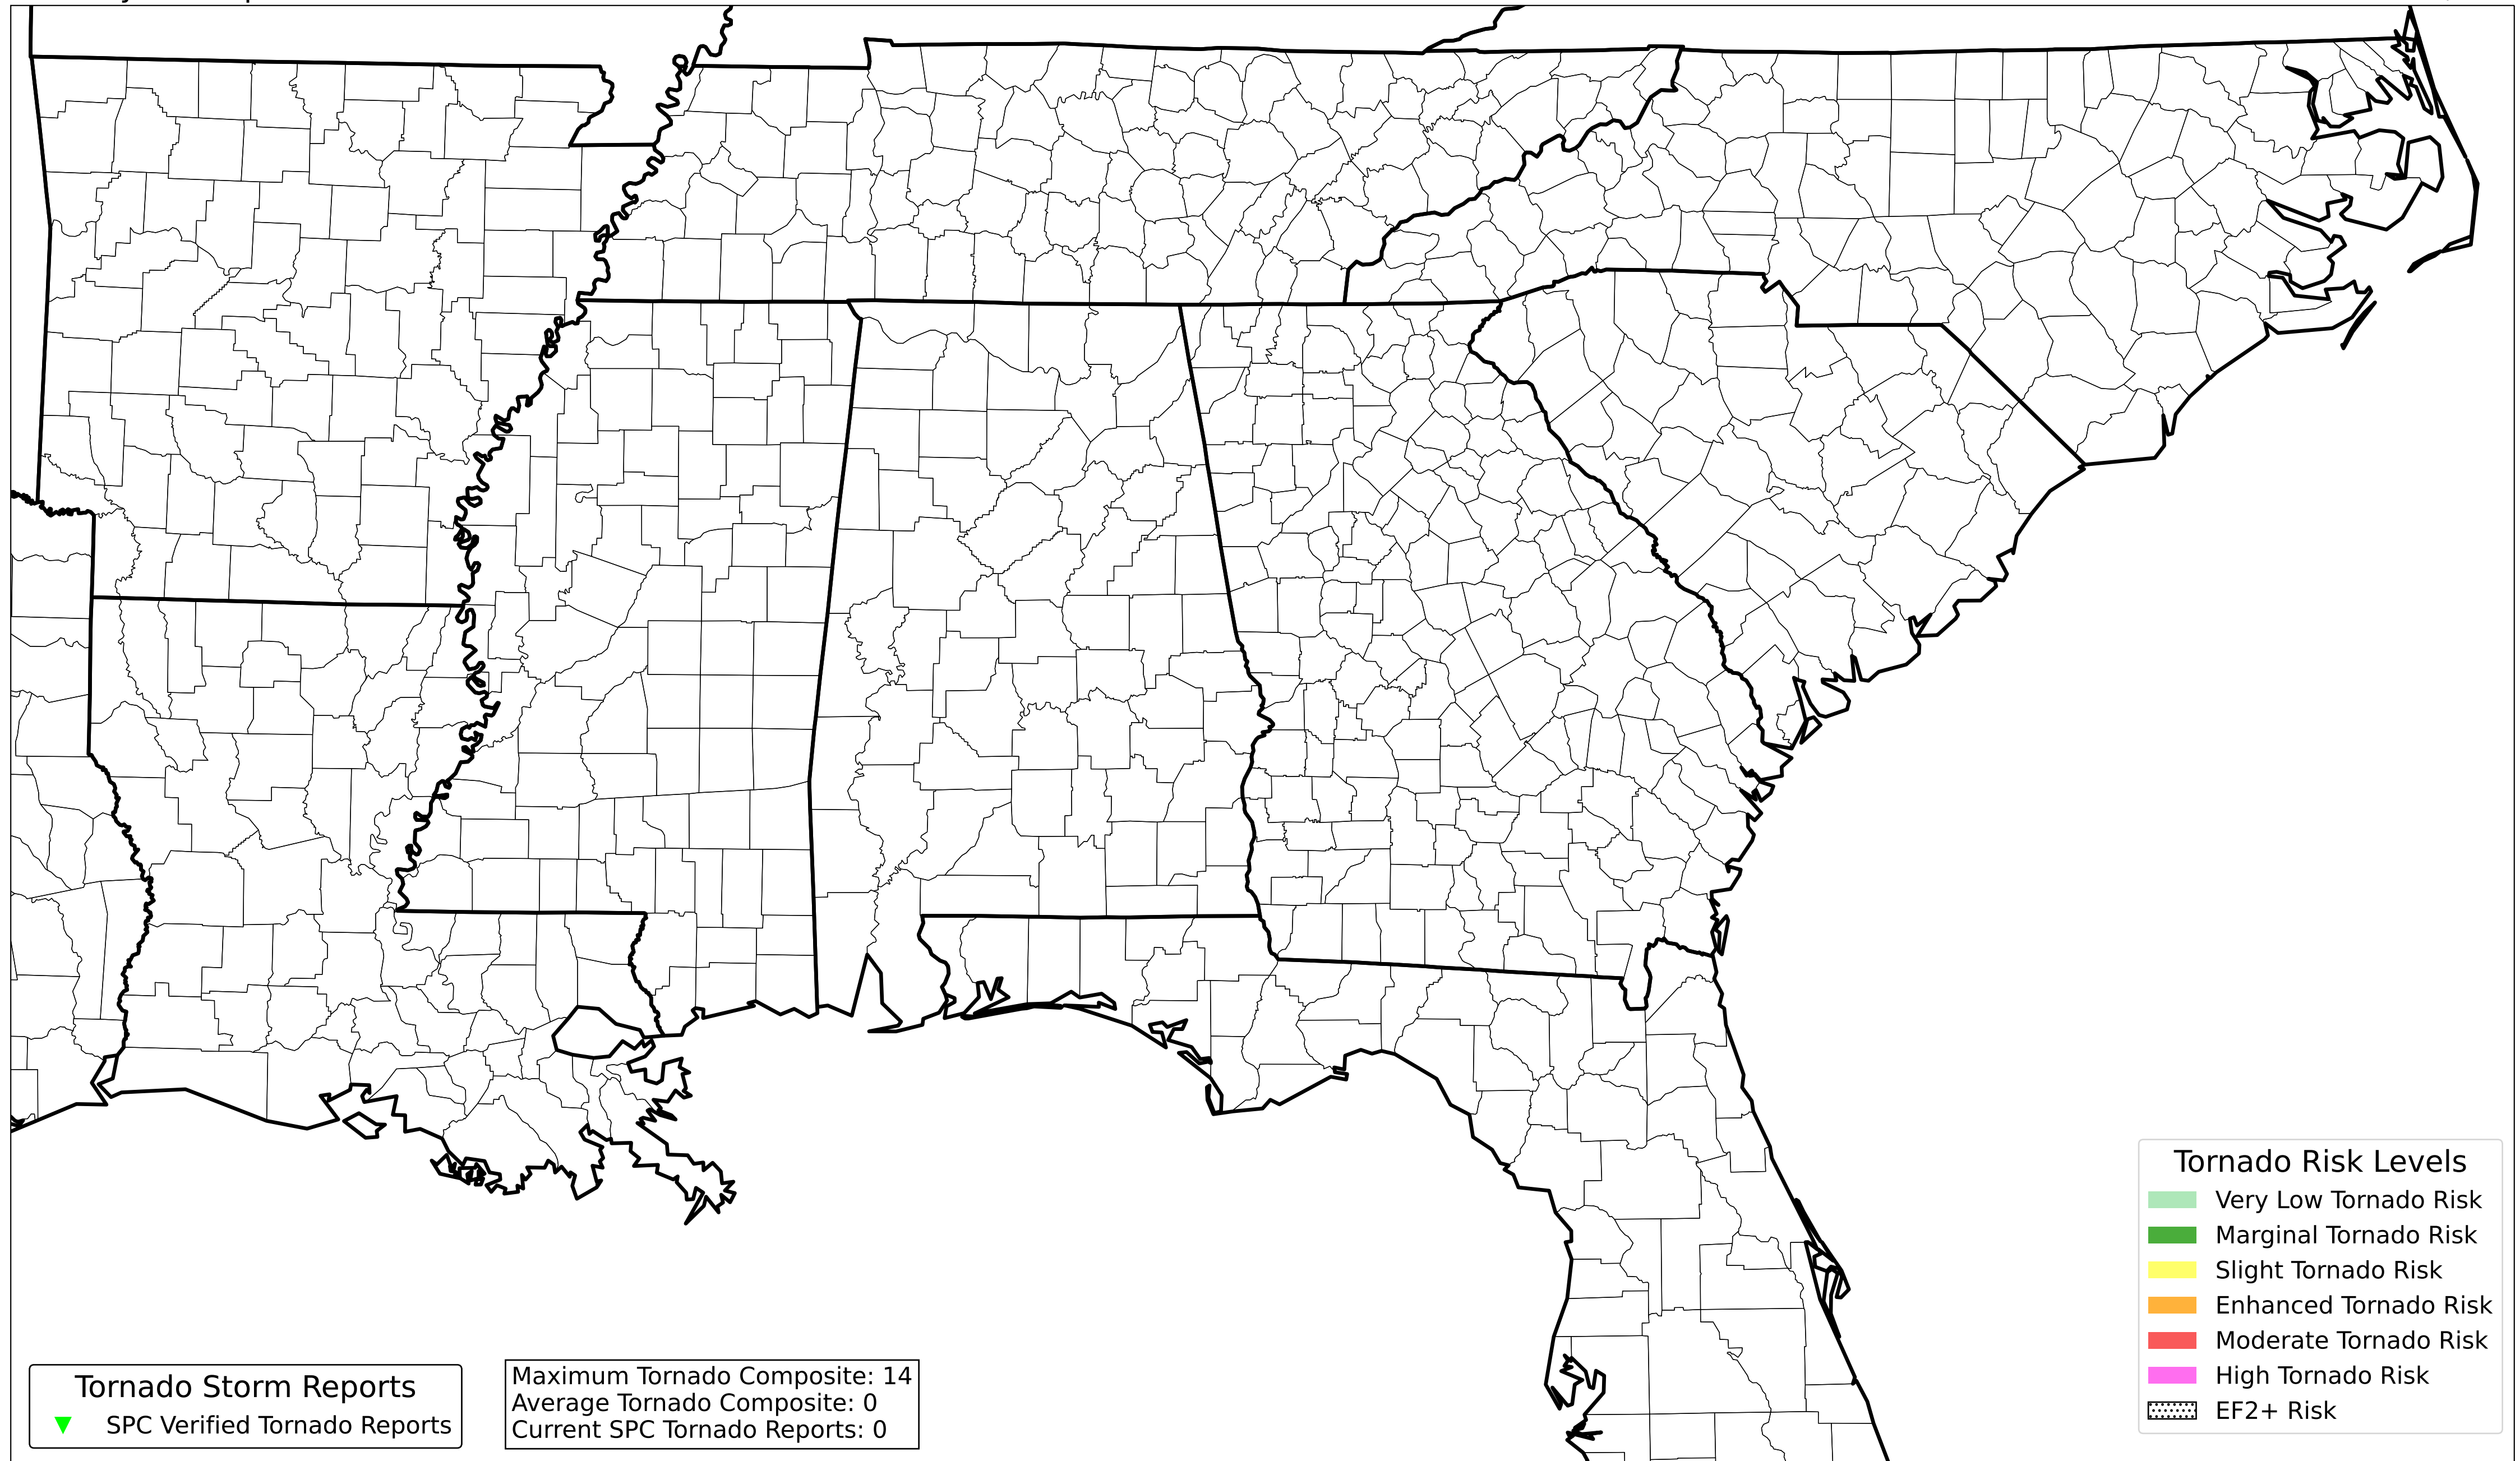 Tornado Risk Levels
Very Low Tornado Risk
Marginal Tornado Risk
Slight Tornado Risk
Enhanced Tornado Risk
Moderate Tornado Risk
High Tornado Risk
EF2+ Risk
Tornado Storm Reports
SPC Verified Tornado Reports
Maximum Tornado Composite: 14
Average Tornado Composite: 0
Current SPC Tornado Reports: 0